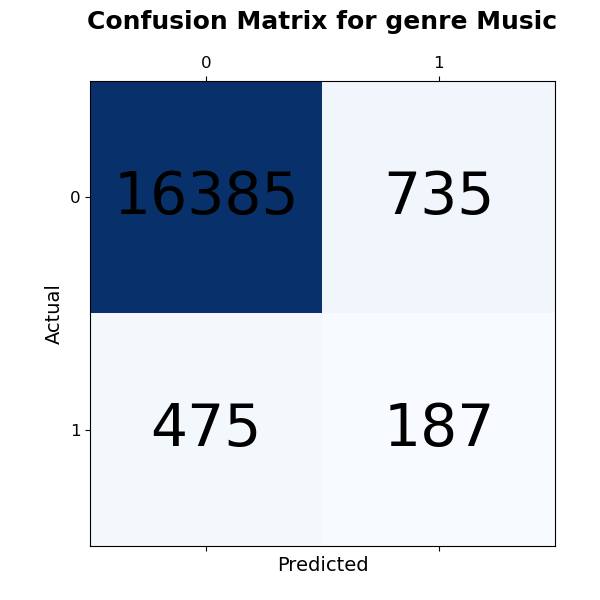 Confusion Matrix for genre Music
0 1
0 16385 735
Actual
1 475 187
Predicted